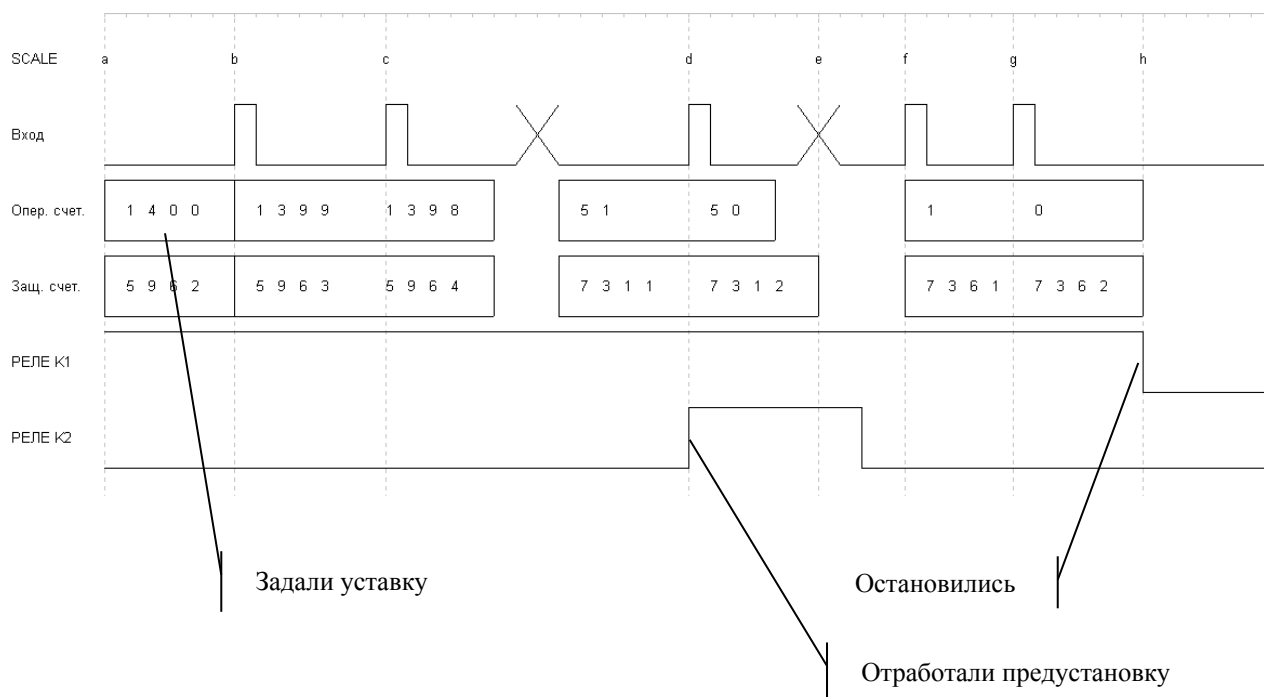 SCALE a b c d e f g h
Вход
Опер. счет. 1 4 0 0 1 3 9 9 1 3 9 8 5 1 5 0 1 0
Защ. счет. 5 9 6 2 5 9 6 3 5 9 6 4 7 3 1 1 7 3 1 2 7 3 6 1 7 3 6 2
РЕЛЕ К1
РЕЛЕ К2
Задали уставку
Остановились
Отработали предустановку